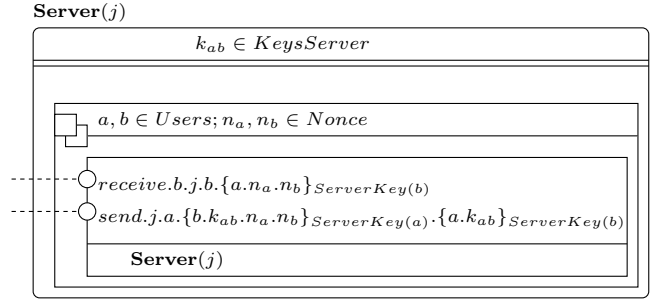 Server(j)
k_{ab} ∈ KeysServer
a, b ∈ Users; n_a, n_b ∈ Nonce
receive.b.j.b.{a.n_a.n_b}_{ServerKey(b)}
send.j.a.{b.k_{ab}.n_a.n_b}_{ServerKey(a)}.{a.k_{ab}}_{ServerKey(b)}
Server(j)